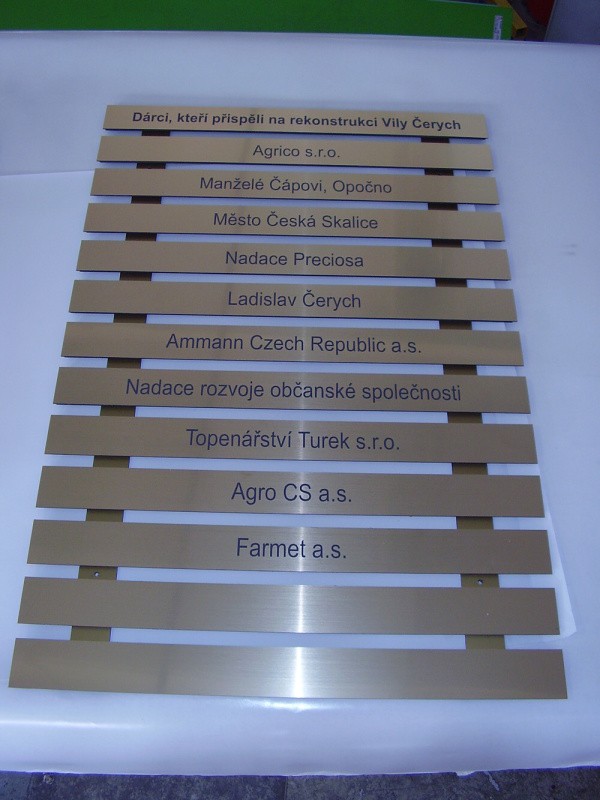 Dárci, kteří přispěli na rekonstrukci Vily Čerych
Agrico s.r.o.
Manželé Čápovi, Opočno
Město Česká Skalice
Nadace Preciosa
Ladislav Čerych
Ammann Czech Republic a.s.
Nadace rozvoje občanské společnosti
Topenářství Turek s.r.o.
Agro CS a.s.
Farmet a.s.